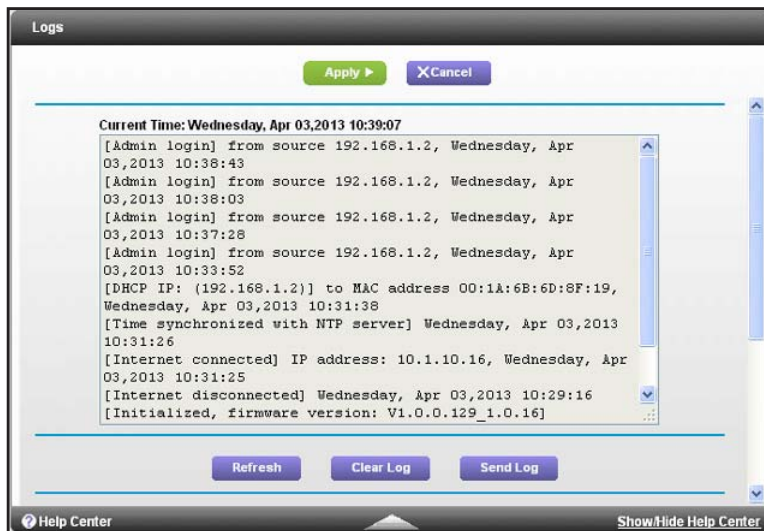 Logs
Apply ▶
XCancel
Current Time: Wednesday, Apr 03,2013 10:39:07
[Admin login] from source 192.168.1.2, Wednesday, Apr
03,2013 10:38:43
[Admin login] from source 192.168.1.2, Wednesday, Apr
03,2013 10:38:03
[Admin login] from source 192.168.1.2, Wednesday, Apr
03,2013 10:37:28
[Admin login] from source 192.168.1.2, Wednesday, Apr
03,2013 10:33:52
[DHCP IP: (192.168.1.2)] to MAC address 00:1A:6B:6D:8F:19,
Wednesday, Apr 03,2013 10:31:38
[Time synchronized with NTP server] Wednesday, Apr 03,2013
10:31:26
[Internet connected] IP address: 10.1.10.16, Wednesday, Apr
03,2013 10:31:25
[Internet disconnected] Wednesday, Apr 03,2013 10:29:16
[Initialized, firmware version: V1.0.0.129_1.0.16]
Refresh
Clear Log
Send Log
? Help Center
Show/Hide Help Center